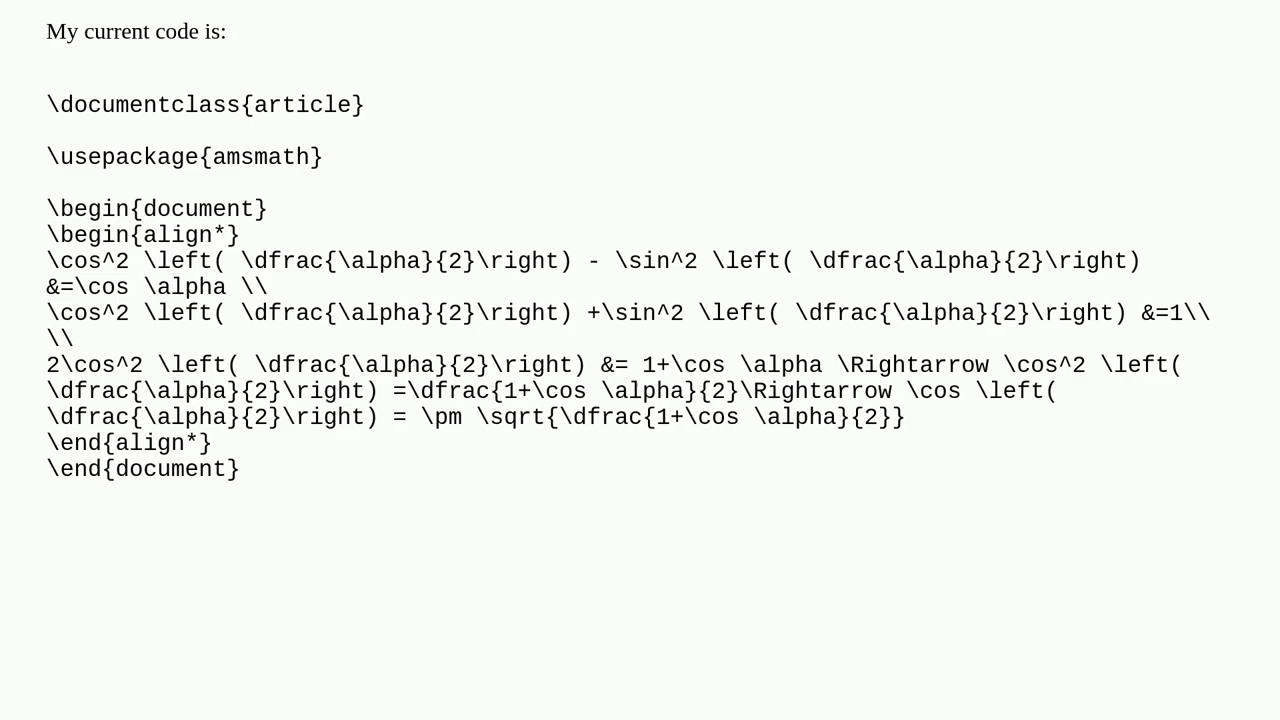 My current code is:
\documentclass{article}
\usepackage{amsmath}
\begin{document}
\begin{align*}
\cos^2 \left( \dfrac{\alpha}{2}\right) - \sin^2 \left( \dfrac{\alpha}{2}\right)
&=\cos \alpha \\
\cos^2 \left( \dfrac{\alpha}{2}\right) +\sin^2 \left( \dfrac{\alpha}{2}\right) &=1\\
\\
2\cos^2 \left( \dfrac{\alpha}{2}\right) &= 1+\cos \alpha \Rightarrow \cos^2 \left(
\dfrac{\alpha}{2}\right) =\dfrac{1+\cos \alpha}{2}\Rightarrow \cos \left(
\dfrac{\alpha}{2}\right) = \pm \sqrt{\dfrac{1+\cos \alpha}{2}}
\end{align*}
\end{document}